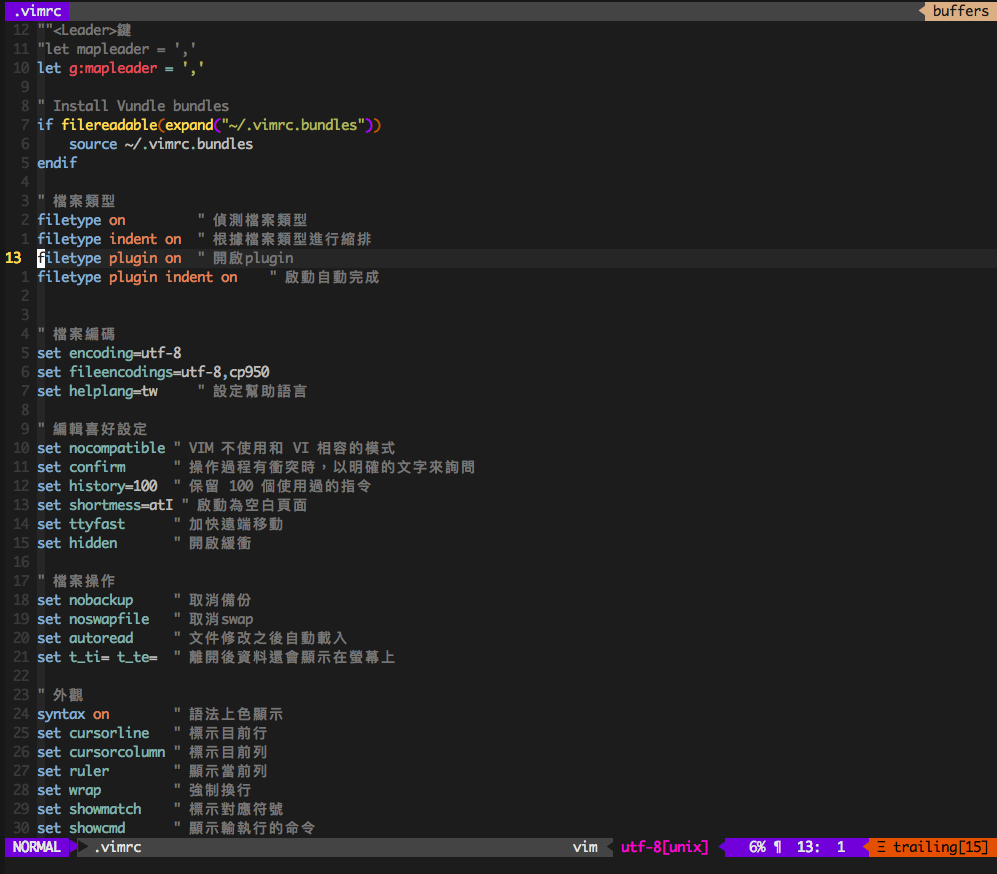 .vimrc buffers
12 ""<Leader>鍵
11 "let mapleader = ','
10 let g:mapleader = ','
9
8 " Install Vundle bundles
7 if filereadable(expand("~/.vimrc.bundles"))
6 source ~/.vimrc.bundles
5 endif
4
3 " 檔案類型
2 filetype on " 偵測檔案類型
1 filetype indent on " 根據檔案類型進行縮排
13 filetype plugin on " 開啟plugin
1 filetype plugin indent on " 啟動自動完成
2
3
4 " 檔案編碼
5 set encoding=utf-8
6 set fileencodings=utf-8,cp950
7 set helplang=tw " 設定幫助語言
8
9 " 編輯喜好設定
10 set nocompatible " VIM 不使用和 VI 相容的模式
11 set confirm " 操作過程有衝突時，以明確的文字來詢問
12 set history=100 " 保留 100 個使用過的指令
13 set shortmess=atI " 啟動為空白頁面
14 set ttyfast " 加快遠端移動
15 set hidden " 開啟緩衝
16
17 " 檔案操作
18 set nobackup " 取消備份
19 set noswapfile " 取消swap
20 set autoread " 文件修改之後自動載入
21 set t_ti= t_te= " 離開後資料還會顯示在螢幕上
22
23 " 外觀
24 syntax on " 語法上色顯示
25 set cursorline " 標示目前行
26 set cursorcolumn " 標示目前列
27 set ruler " 顯示當前列
28 set wrap " 強制換行
29 set showmatch " 標示對應符號
30 set showcmd " 顯示輸執行的命令
NORMAL .vimrc vim utf-8[unix] 6% ¶ 13: 1 Ξ trailing[15]